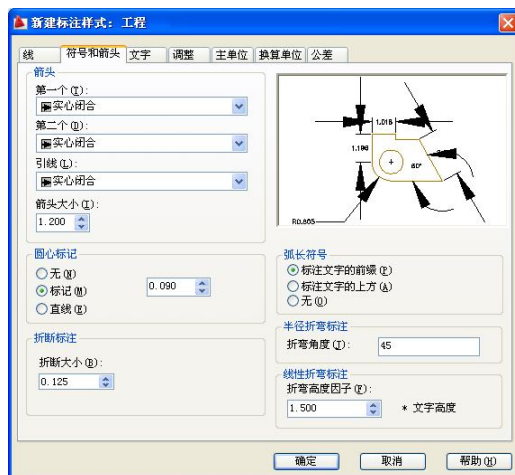 新建标注样式: 工程
线 符号和箭头 文字 调整 主单位 换算单位 公差
箭头
第一个(T):
实心闭合
第二个(D):
实心闭合
引线(L):
实心闭合
箭头大小(I):
1.200
圆心标记
无(N)
标记(M)
直线(E)
0.090
折断标注
折断大小(B):
0.125
1.015
1.196
60°
R0.805
弧长符号
标注文字的前缀(P)
标注文字的上方(A)
无(O)
半径折弯标注
折弯角度(J):
45
线性折弯标注
折弯高度因子(F):
1.500
* 文字高度
确定 取消 帮助(H)